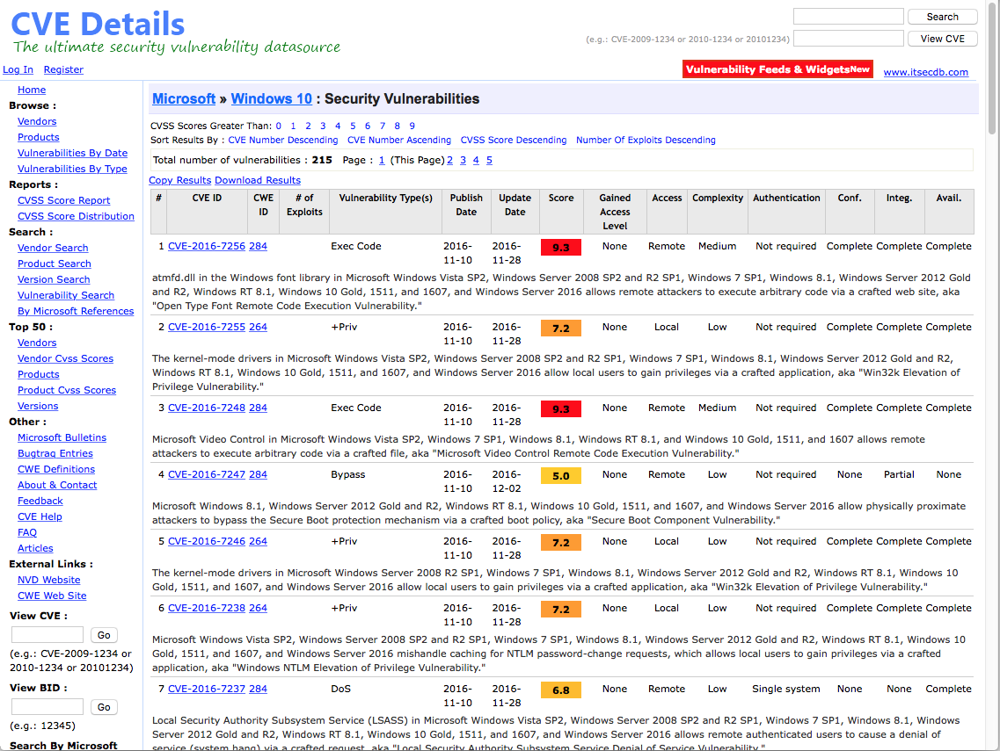 CVE Details
The ultimate security vulnerability datasource
Search
(e.g.: CVE-2009-1234 or 2010-1234 or 20101234)
View CVE
Log In Register
Vulnerability Feeds & WidgetsNew
www.itsecdb.com
Home
Browse :
Vendors
Products
Vulnerabilities By Date
Vulnerabilities By Type
Reports :
CVSS Score Report
CVSS Score Distribution
Search :
Vendor Search
Product Search
Version Search
Vulnerability Search
By Microsoft References
Top 50 :
Vendors
Vendor Cvss Scores
Products
Product Cvss Scores
Versions
Other :
Microsoft Bulletins
Bugtraq Entries
CWE Definitions
About & Contact
Feedback
CVE Help
FAQ
Articles
External Links :
NVD Website
CWE Web Site
View CVE :
Go
(e.g.: CVE-2009-1234 or
2010-1234 or 20101234)
View BID :
Go
(e.g.: 12345)
Search By Microsoft
Microsoft » Windows 10 : Security Vulnerabilities
CVSS Scores Greater Than: 0 1 2 3 4 5 6 7 8 9
Sort Results By : CVE Number Descending CVE Number Ascending CVSS Score Descending Number Of Exploits Descending
Total number of vulnerabilities : 215 Page : 1 (This Page) 2 3 4 5
Copy Results Download Results
# CVE ID CWE ID # of Exploits Vulnerability Type(s) Publish Date Update Date Score Gained Access Level Access Complexity Authentication Conf. Integ. Avail.
1 CVE-2016-7256 284 Exec Code 2016-11-10 2016-11-28 9.3 None Remote Medium Not required Complete Complete Complete
atmfd.dll in the Windows font library in Microsoft Windows Vista SP2, Windows Server 2008 SP2 and R2 SP1, Windows 7 SP1, Windows 8.1, Windows Server 2012 Gold
and R2, Windows RT 8.1, Windows 10 Gold, 1511, and 1607, and Windows Server 2016 allows remote attackers to execute arbitrary code via a crafted web site, aka
"Open Type Font Remote Code Execution Vulnerability."
2 CVE-2016-7255 264 +Priv 2016-11-10 2016-11-28 7.2 None Local Low Not required Complete Complete Complete
The kernel-mode drivers in Microsoft Windows Vista SP2, Windows Server 2008 SP2 and R2 SP1, Windows 7 SP1, Windows 8.1, Windows Server 2012 Gold and R2,
Windows RT 8.1, Windows 10 Gold, 1511, and 1607, and Windows Server 2016 allow local users to gain privileges via a crafted application, aka "Win32k Elevation of
Privilege Vulnerability."
3 CVE-2016-7248 284 Exec Code 2016-11-10 2016-11-28 9.3 None Remote Medium Not required Complete Complete Complete
Microsoft Video Control in Microsoft Windows Vista SP2, Windows 7 SP1, Windows 8.1, Windows RT 8.1, and Windows 10 Gold, 1511, and 1607 allows remote
attackers to execute arbitrary code via a crafted file, aka "Microsoft Video Control Remote Code Execution Vulnerability."
4 CVE-2016-7247 284 Bypass 2016-11-10 2016-12-02 5.0 None Remote Low Not required None Partial None
Microsoft Windows 8.1, Windows Server 2012 Gold and R2, Windows RT 8.1, Windows 10 Gold, 1511, and 1607, and Windows Server 2016 allow physically proximate
attackers to bypass the Secure Boot protection mechanism via a crafted boot policy, aka "Secure Boot Component Vulnerability."
5 CVE-2016-7246 264 +Priv 2016-11-10 2016-11-28 7.2 None Local Low Not required Complete Complete Complete
The kernel-mode drivers in Microsoft Windows Server 2008 R2 SP1, Windows 7 SP1, Windows 8.1, Windows Server 2012 Gold and R2, Windows RT 8.1, Windows 10
Gold, 1511, and 1607, and Windows Server 2016 allow local users to gain privileges via a crafted application, aka "Win32k Elevation of Privilege Vulnerability."
6 CVE-2016-7238 264 +Priv 2016-11-10 2016-11-28 7.2 None Local Low Not required Complete Complete Complete
Microsoft Windows Vista SP2, Windows Server 2008 SP2 and R2 SP1, Windows 7 SP1, Windows 8.1, Windows Server 2012 Gold and R2, Windows RT 8.1, Windows 10
Gold, 1511, and 1607, and Windows Server 2016 mishandle caching for NTLM password-change requests, which allows local users to gain privileges via a crafted
application, aka "Windows NTLM Elevation of Privilege Vulnerability."
7 CVE-2016-7237 284 DoS 2016-11-10 2016-11-28 6.8 None Remote Low Single system None None Complete
Local Security Authority Subsystem Service (LSASS) in Microsoft Windows Vista SP2, Windows Server 2008 SP2 and R2 SP1, Windows 7 SP1, Windows 8.1, Windows
Server 2012 Gold and R2, Windows RT 8.1, Windows 10 Gold, 1511, and 1607, and Windows Server 2016 allows remote authenticated users to cause a denial of
service (system hang) via a crafted request, aka "Local Security Authority Subsystem Service Denial of Service Vulnerability."